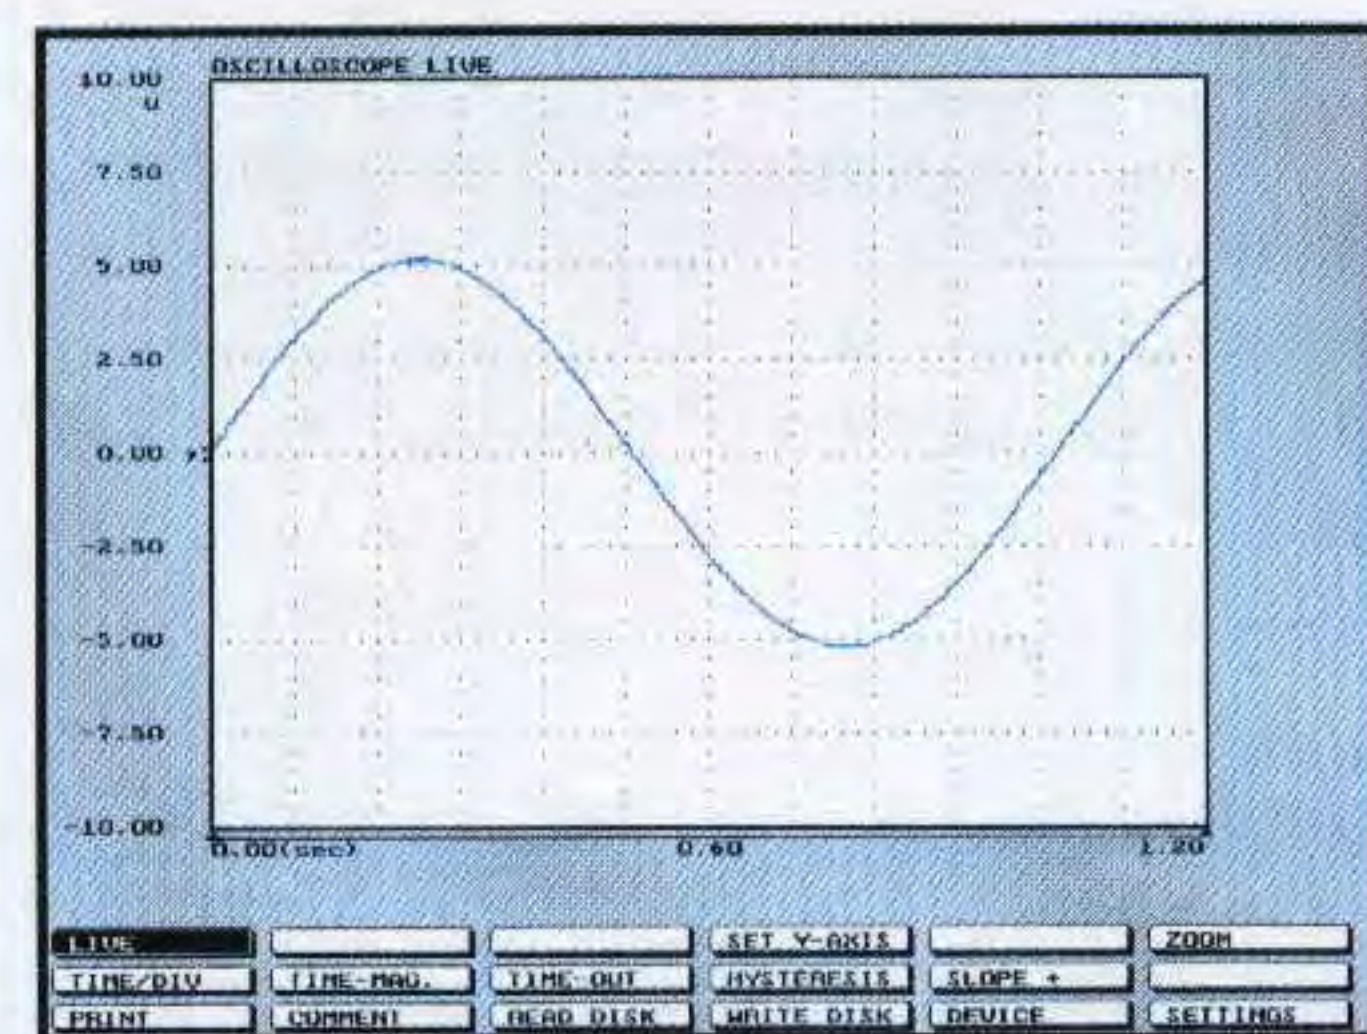 OSCILLOSCOPE LIVE
10.00
U
7.50
5.00
2.50
0.00
-2.50
-5.00
-7.50
-10.00
0.00(sec) 0.60 1.20
LIVE SET Y-AXIS ZOOM
TIME/DIV TIME-MAG. TIME-OUT HYSTERESIS SLOPE +
PRINT COMMENT READ DISK WRITE DISK DEVICE SETTINGS